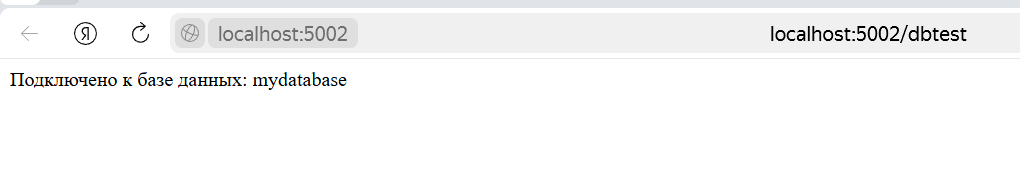 Я localhost:5002 localhost:5002/dbtest
Подключено к базе данных: mydatabase